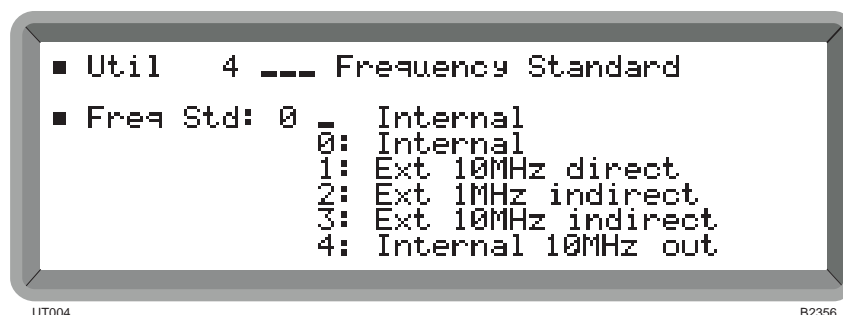 ▪ Util 4 ___ Frequency Standard
▪ Freq Std: 0 _ Internal
0: Internal
1: Ext 10MHz direct
2: Ext 1MHz indirect
3: Ext 10MHz indirect
4: Internal 10MHz out
UT004 B2356